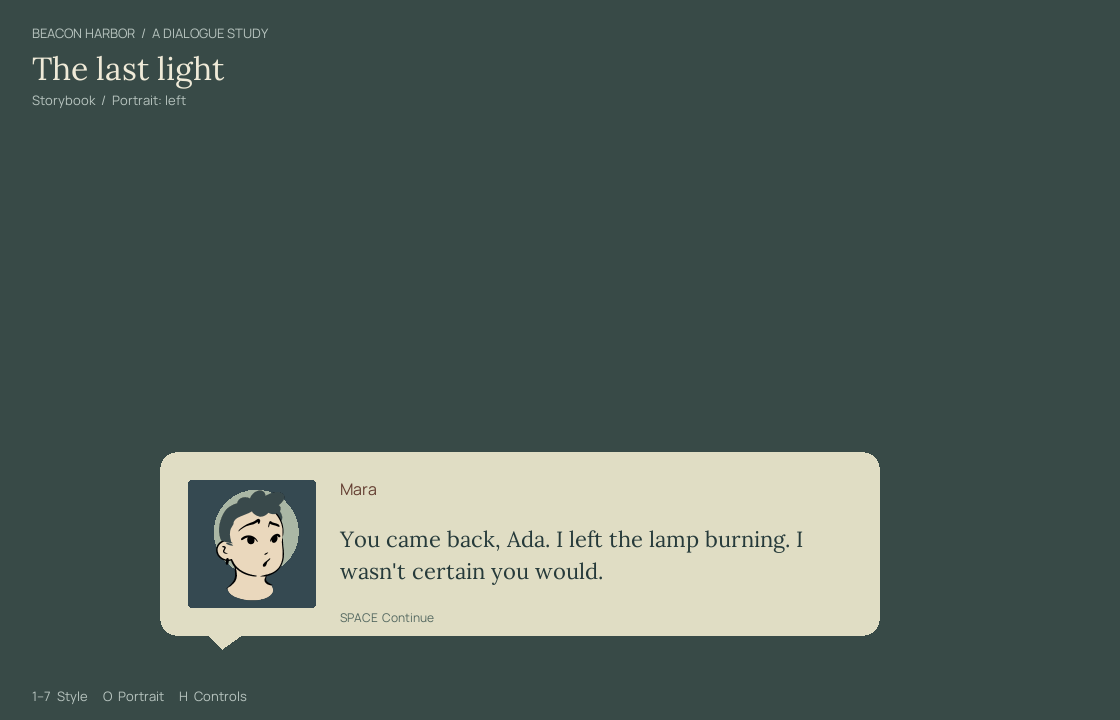 BEACON HARBOR / A DIALOGUE STUDY
The last light
Storybook / Portrait: left
Mara
You came back, Ada. I left the lamp burning. I
wasn't certain you would.
SPACE Continue
1–7 Style O Portrait H Controls